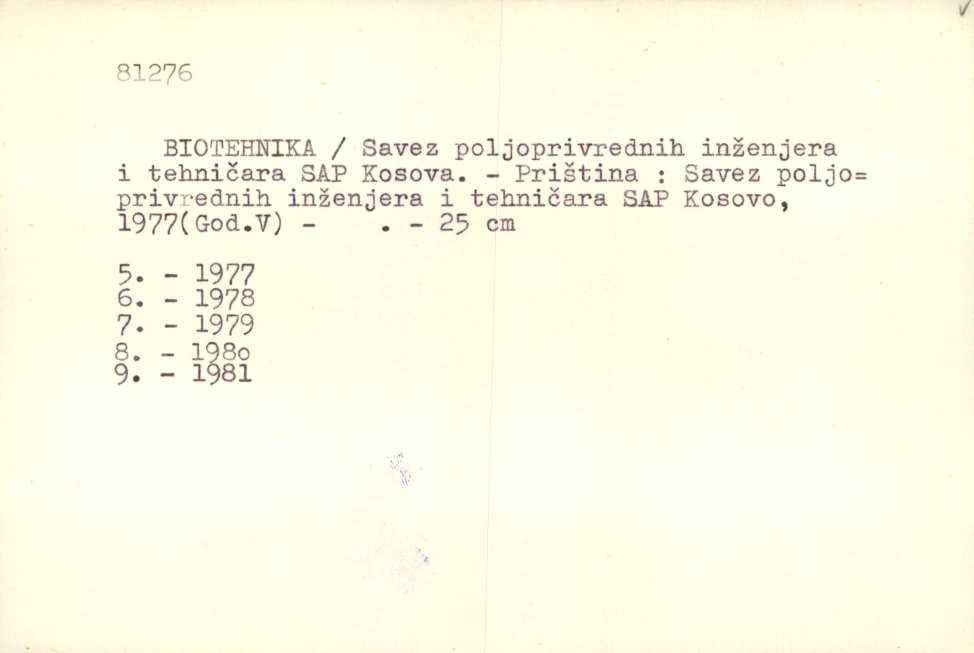 81276
BIOTEHNIKA / Savez poljoprivrednih inženjera
i tehničara SAP Kosova. - Priština : Savez poljo=
privrednih inženjera i tehničara SAP Kosovo,
1977(God.V) -    . - 25 cm
5. - 1977
6. - 1978
7. - 1979
8. - 198o
9. - 1981